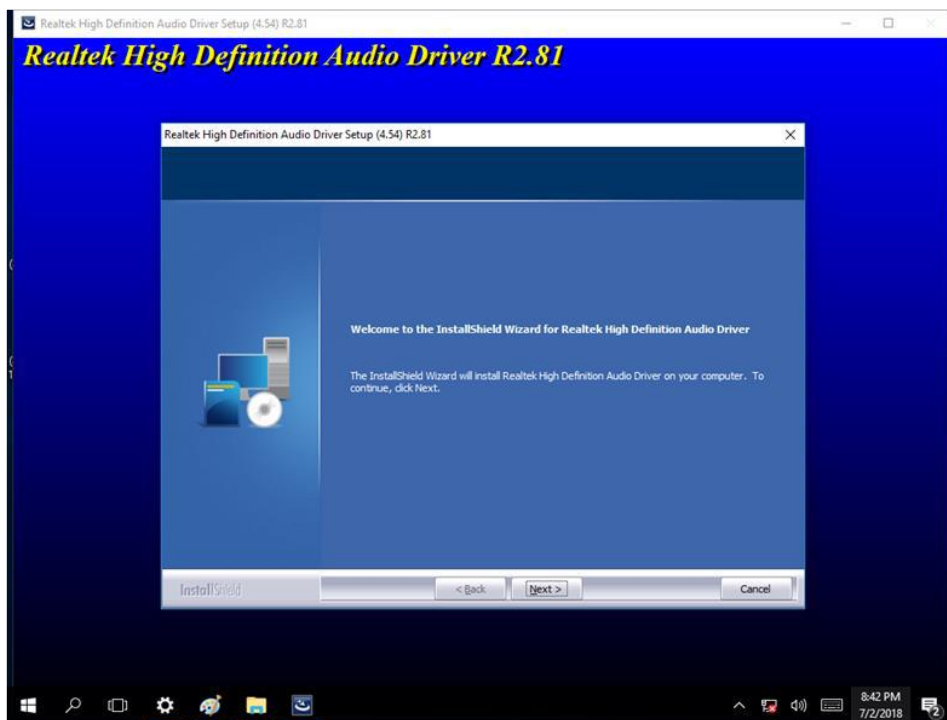 Realtek High Definition Audio Driver Setup (4.54) R2.81
Realtek High Definition Audio Driver R2.81
Realtek High Definition Audio Driver Setup (4.54) R2.81
Welcome to the InstallShield Wizard for Realtek High Definition Audio Driver
The InstallShield Wizard will install Realtek High Definition Audio Driver on your computer. To
continue, click Next.
InstallShield
< Back
Next >
Cancel
8:42 PM
7/2/2018
2